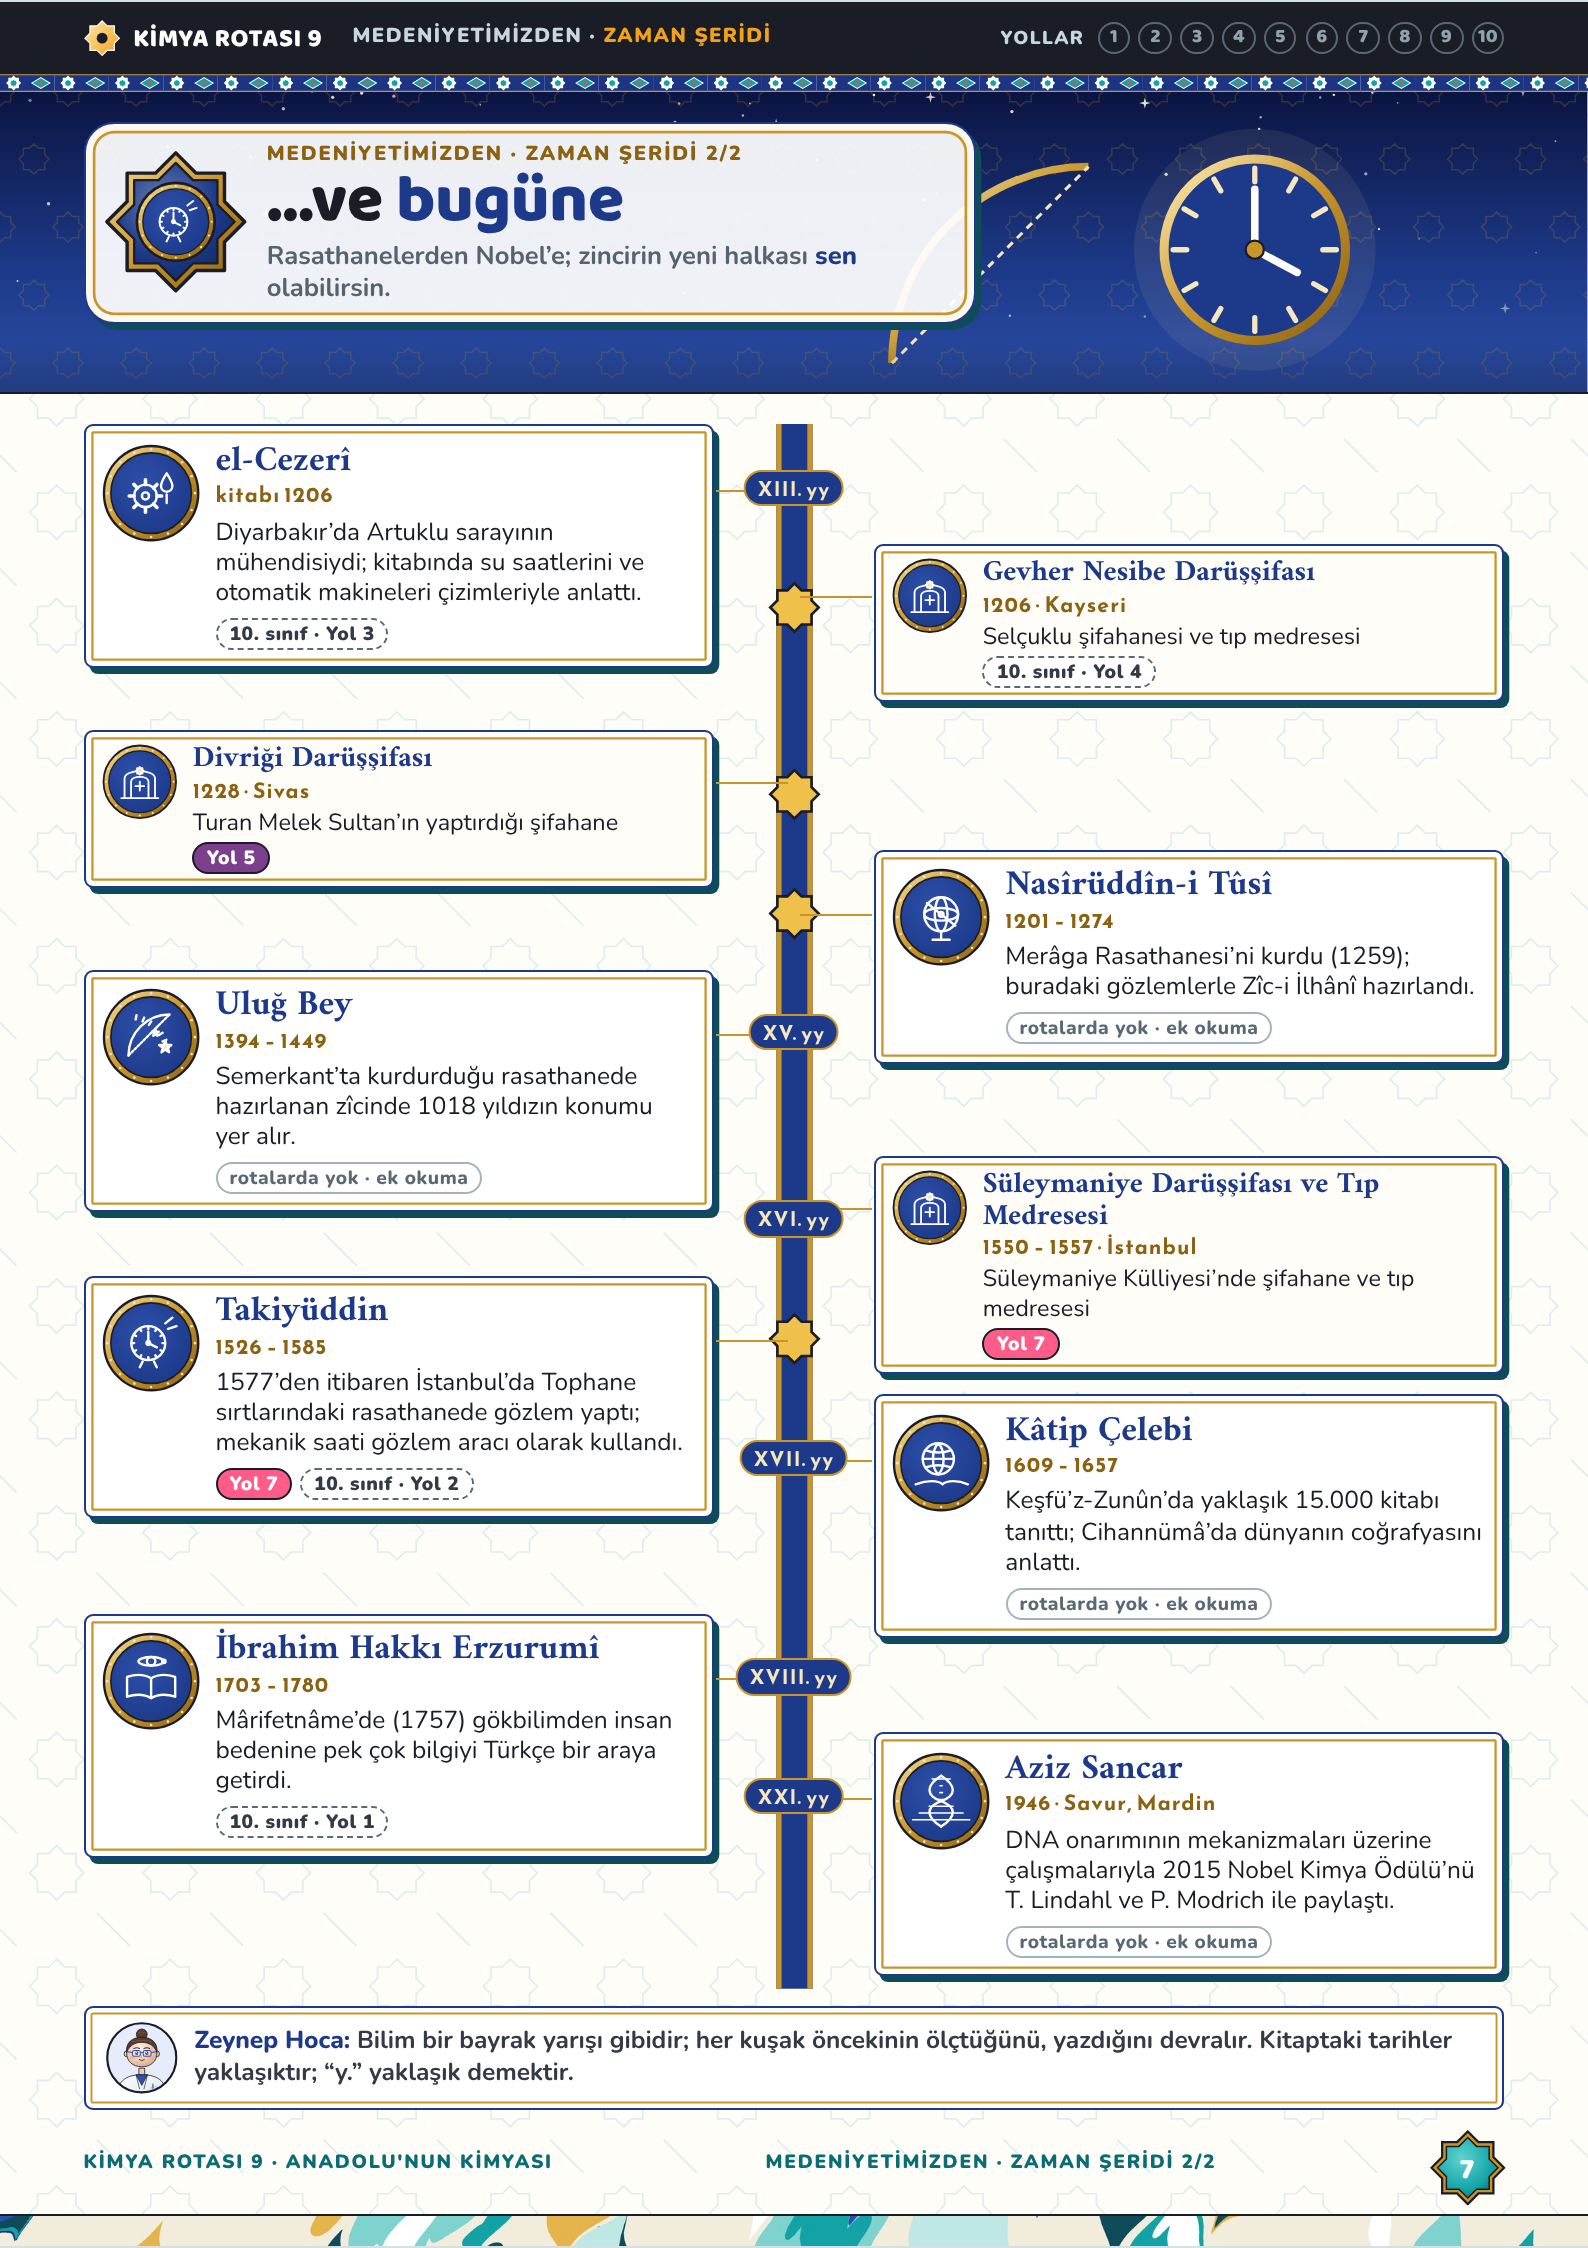 KİMYA ROTASI 9 MEDENİYETİMİZDEN · ZAMAN ŞERİDİ YOLLAR 1 2 3 4 5 6 7 8 9 10
MEDENİYETİMİZDEN · ZAMAN ŞERİDİ 2/2
...ve bugüne
Rasathanelerden Nobel’e; zincirin yeni halkası sen
olabilirsin.
el-Cezerî
kitabı 1206
Diyarbakır’da Artuklu sarayının
mühendisiydi; kitabında su saatlerini ve
otomatik makineleri çizimleriyle anlattı.
10. sınıf · Yol 3
XIII. yy
Gevher Nesibe Darüşşifası
1206 · Kayseri
Selçuklu şifahanesi ve tıp medresesi
10. sınıf · Yol 4
Divriği Darüşşifası
1228 · Sivas
Turan Melek Sultan’ın yaptırdığı şifahane
Yol 5
Nasîrüddîn-i Tûsî
1201 - 1274
Merâga Rasathanesi’ni kurdu (1259);
buradaki gözlemlerle Zîc-i İlhânî hazırlandı.
rotalarda yok · ek okuma
Uluğ Bey
1394 - 1449
Semerkant’ta kurdurduğu rasathanede
hazırlanan zîcinde 1018 yıldızın konumu
yer alır.
rotalarda yok · ek okuma
XV. yy
XVI. yy
Süleymaniye Darüşşifası ve Tıp
Medresesi
1550 - 1557 · İstanbul
Süleymaniye Külliyesi’nde şifahane ve tıp
medresesi
Yol 7
Takiyüddin
1526 - 1585
1577’den itibaren İstanbul’da Tophane
sırtlarındaki rasathanede gözlem yaptı;
mekanik saati gözlem aracı olarak kullandı.
Yol 7 10. sınıf · Yol 2
XVII. yy
Kâtip Çelebi
1609 - 1657
Keşfü’z-Zunûn’da yaklaşık 15.000 kitabı
tanıttı; Cihannümâ’da dünyanın coğrafyasını
anlattı.
rotalarda yok · ek okuma
İbrahim Hakkı Erzurumî
1703 - 1780
Mârifetnâme’de (1757) gökbilimden insan
bedenine pek çok bilgiyi Türkçe bir araya
getirdi.
10. sınıf · Yol 1
XVIII. yy
XXI. yy
Aziz Sancar
1946 · Savur, Mardin
DNA onarımının mekanizmaları üzerine
çalışmalarıyla 2015 Nobel Kimya Ödülü’nü
T. Lindahl ve P. Modrich ile paylaştı.
rotalarda yok · ek okuma
Zeynep Hoca: Bilim bir bayrak yarışı gibidir; her kuşak öncekinin ölçtüğünü, yazdığını devralır. Kitaptaki tarihler
yaklaşıktır; “y.” yaklaşık demektir.
KİMYA ROTASI 9 · ANADOLU'NUN KİMYASI MEDENİYETİMİZDEN · ZAMAN ŞERİDİ 2/2 7